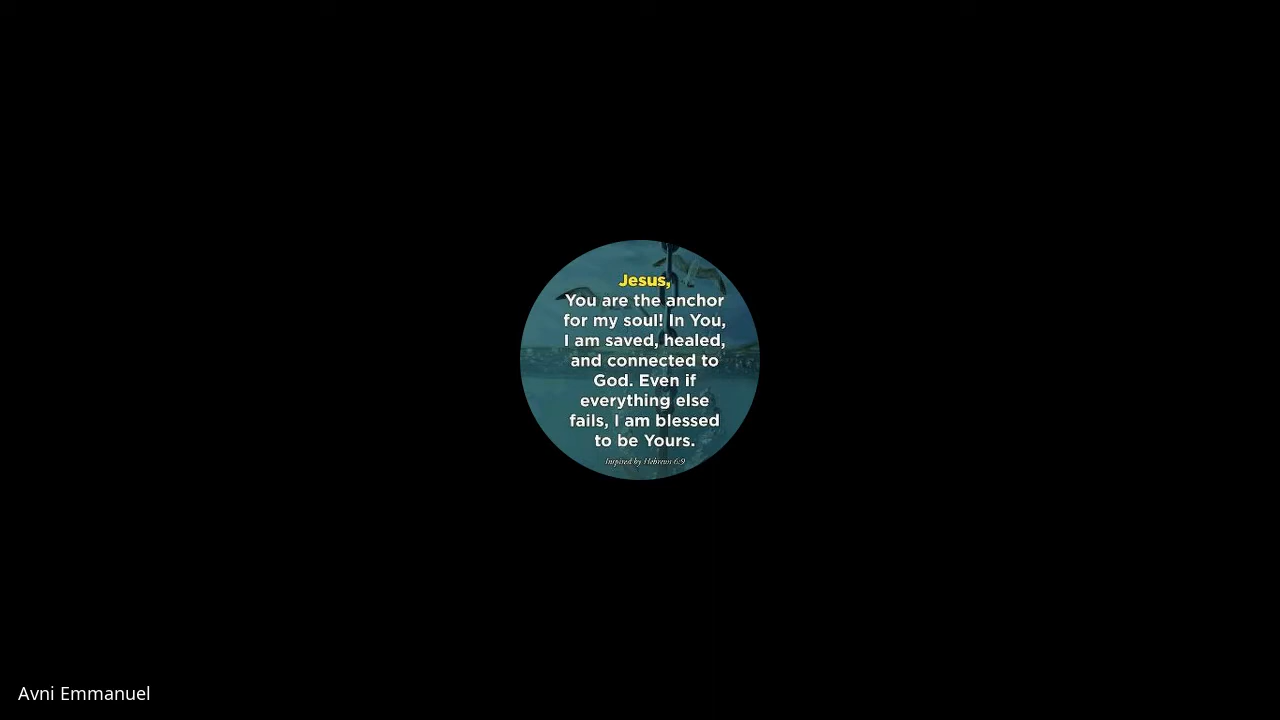 Jesus,
You are the anchor
for my soul! In You,
I am saved, healed,
and connected to
God. Even if
everything else
fails, I am blessed
to be Yours.
Inspired by Hebrews 6:9
Avni Emmanuel